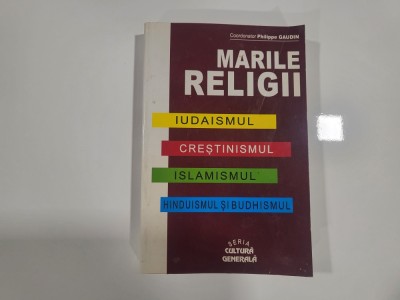 Coordonator Philippe GAUDIN
MARILE
RELIGII
IUDAISMUL
CREȘTINISMUL
ISLAMISMUL
HINDUISMUL ȘI BUDHISMUL
SERIA
CULTURĂ
GENERALĂ